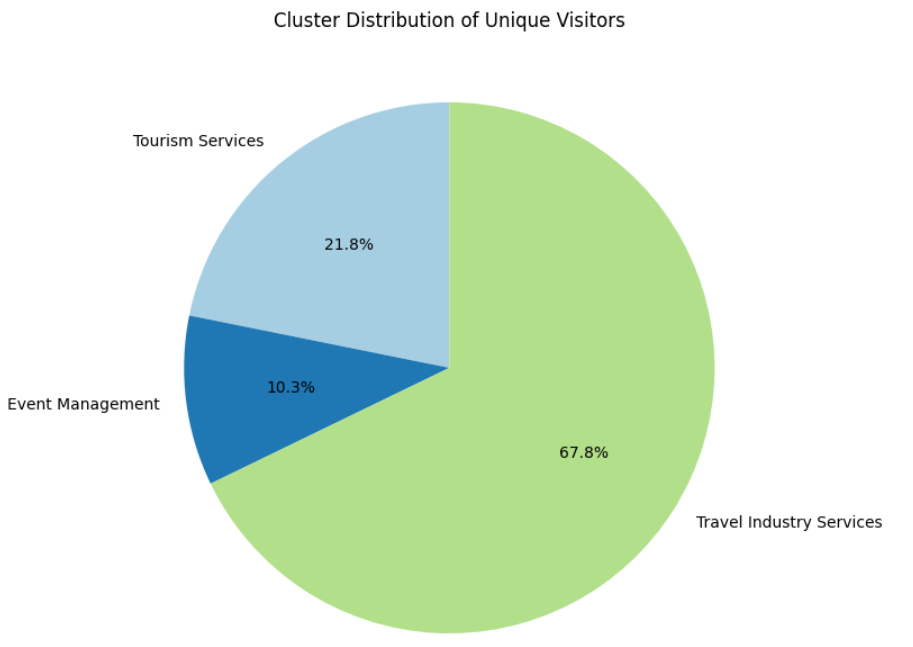 Cluster Distribution of Unique Visitors
Tourism Services
21.8%
10.3%
Event Management
67.8%
Travel Industry Services